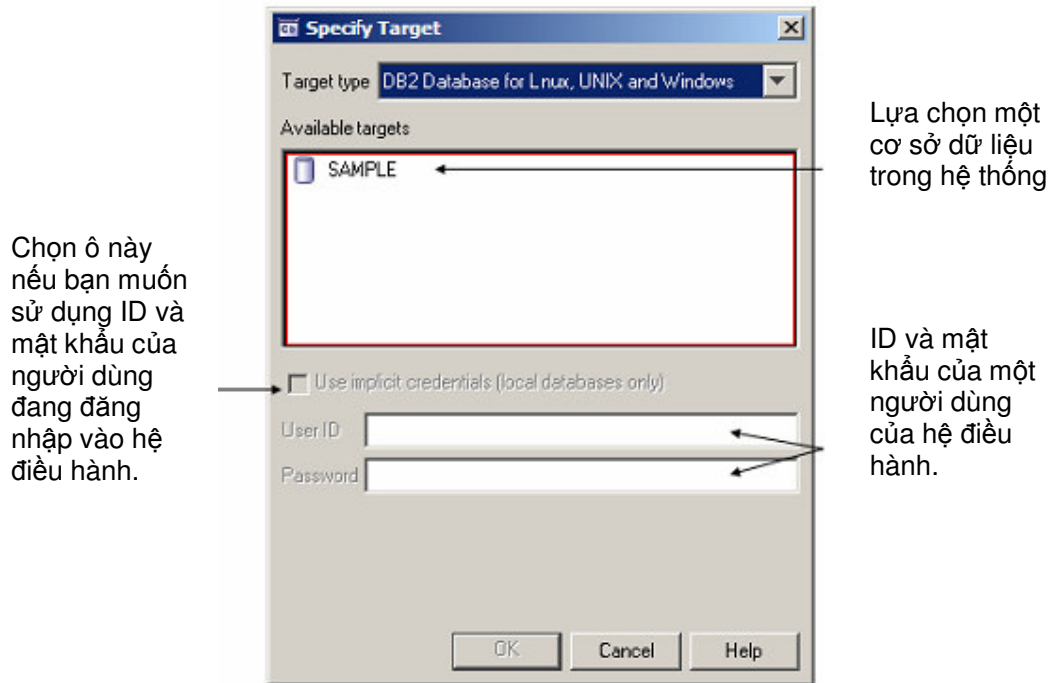 Specify Target
Target type DB2 Database for Lnux, UNIX and Windows
Available targets
SAMPLE
Lựa chọn một
cơ sở dữ liệu
trong hệ thống
Chọn ô này
nếu bạn muốn
sử dụng ID và
mật khẩu của
người dùng
đang đăng
nhập vào hệ
điều hành.
Use implicit credentials (local databases only)
User ID
Password
ID và mật
khẩu của một
người dùng
của hệ điều
hành.
OK
Cancel
Help